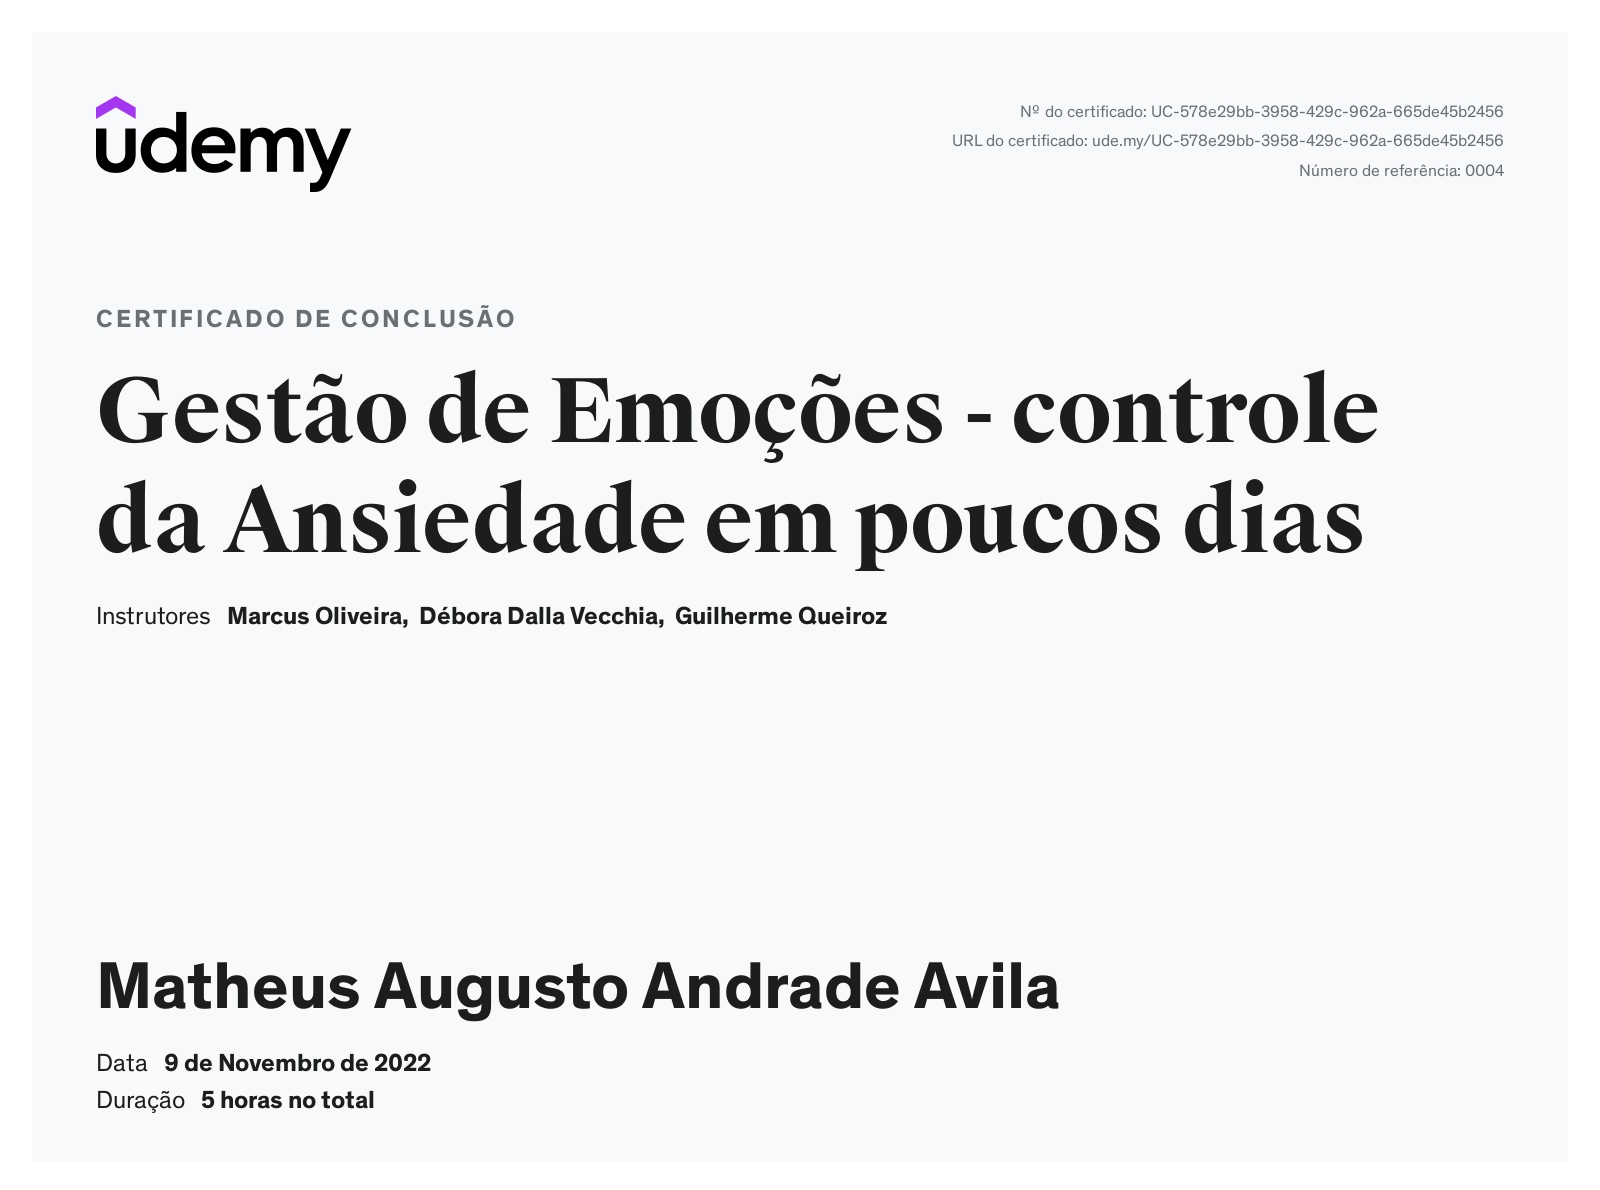 udemy
Nº do certificado: UC-578e29bb-3958-429c-962a-665de45b2456
URL do certificado: ude.my/UC-578e29bb-3958-429c-962a-665de45b2456
Número de referência: 0004
CERTIFICADO DE CONCLUSÃO
Gestão de Emoções - controle
da Ansiedade em poucos dias
Instrutores Marcus Oliveira, Débora Dalla Vecchia, Guilherme Queiroz
Matheus Augusto Andrade Avila
Data 9 de Novembro de 2022
Duração 5 horas no total